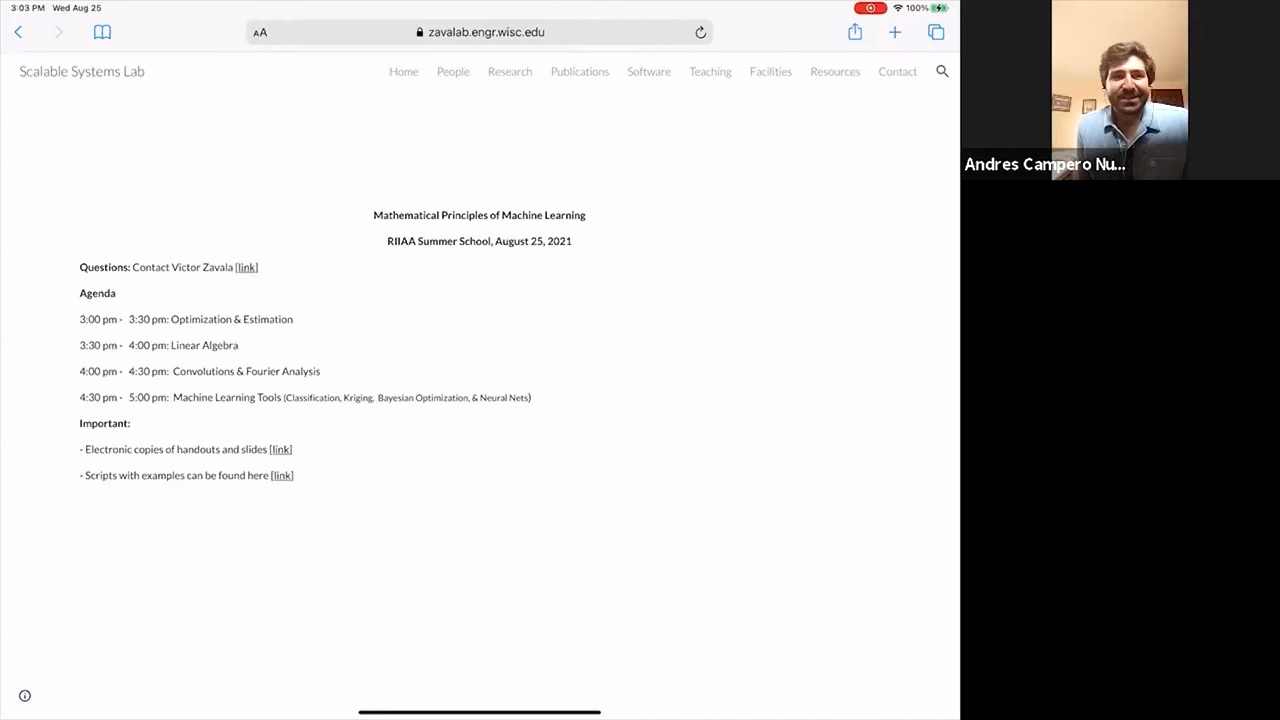 3:03 PM Wed Aug 25
100%
AA
zavalab.engr.wisc.edu
Scalable Systems Lab
Home People Research Publications Software Teaching Facilities Resources Contact
Andres Campero Nu...
Mathematical Principles of Machine Learning
RIIAA Summer School, August 25, 2021
Questions: Contact Victor Zavala [link]
Agenda
3:00 pm - 3:30 pm: Optimization & Estimation
3:30 pm - 4:00 pm: Linear Algebra
4:00 pm - 4:30 pm: Convolutions & Fourier Analysis
4:30 pm - 5:00 pm: Machine Learning Tools (Classification, Kriging, Bayesian Optimization, & Neural Nets)
Important:
- Electronic copies of handouts and slides [link]
- Scripts with examples can be found here [link]